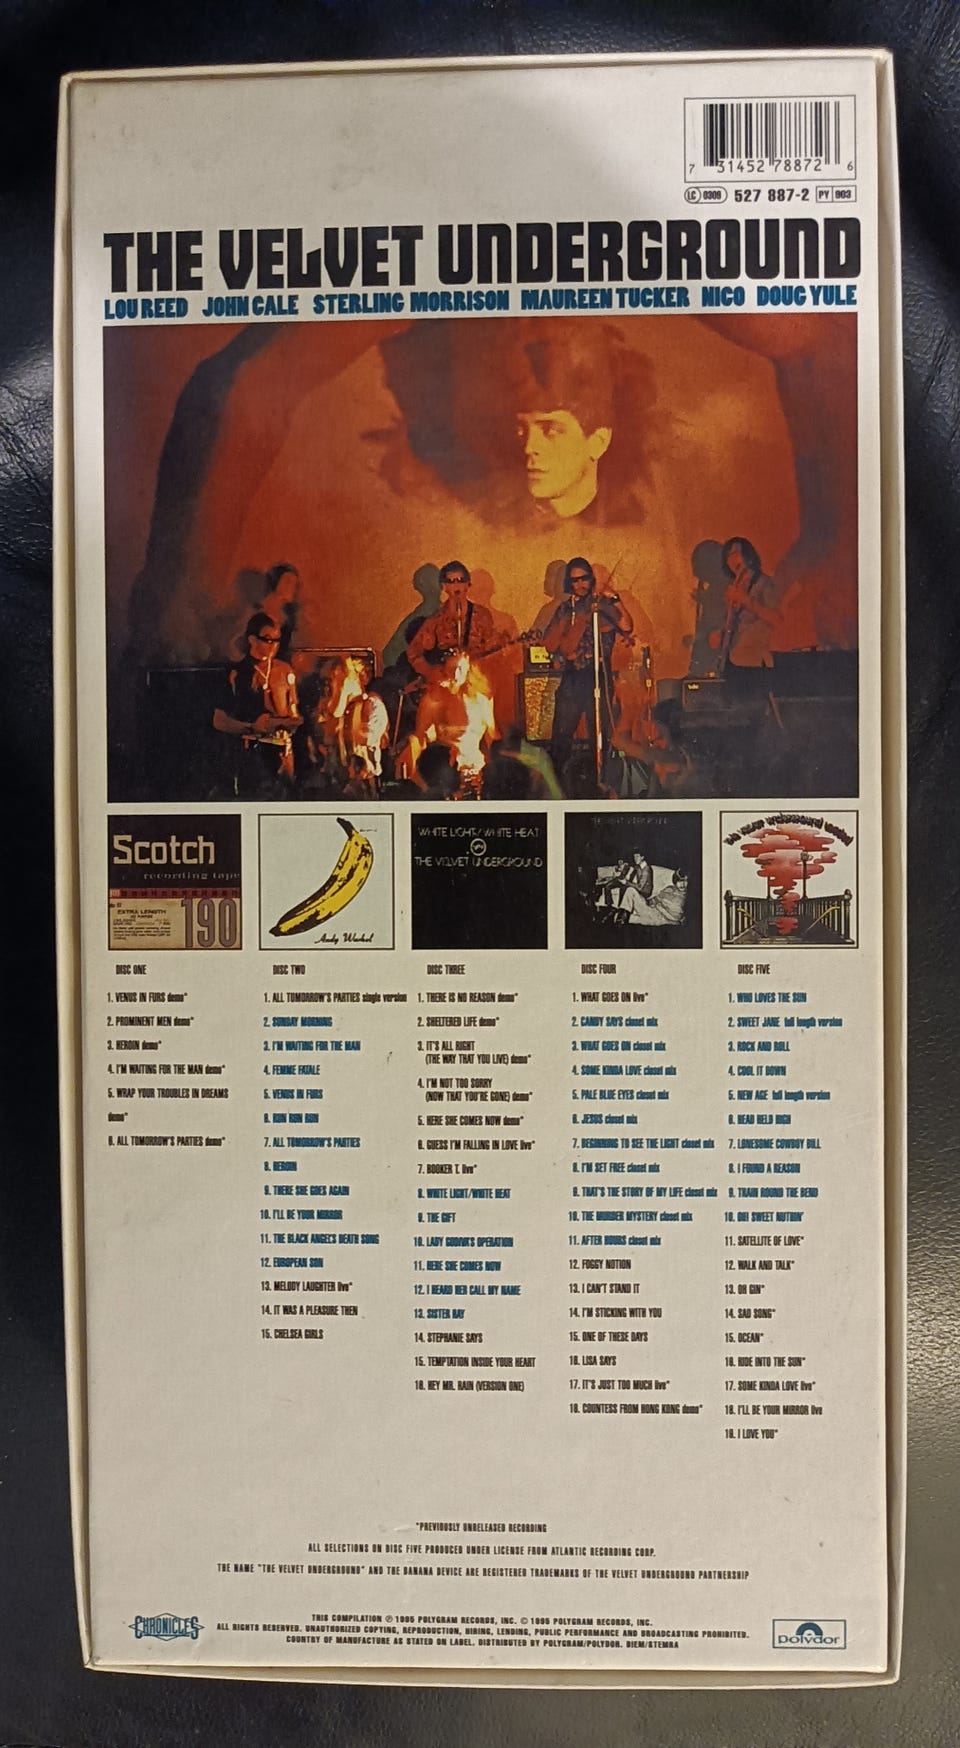 7 31452 78872 6
LC 0309 527 887-2 PY 903
THE VELVET UNDERGROUND
LOU REED JOHN CALE STERLING MORRISON MAUREEN TUCKER NICO DOUG YULE
Scotch
recording tape
EXTRA LENGTH
190
Andy Warhol
WHITE LIGHT/WHITE HEAT
THE VELVET UNDERGROUND
DISC ONE
1. VENUS IN FURS demo*
2. PROMINENT MEN demo*
3. HEROIN demo*
4. I'M WAITING FOR THE MAN demo*
5. WRAP YOUR TROUBLES IN DREAMS
demo*
6. ALL TOMORROW'S PARTIES demo*
DISC TWO
1. ALL TOMORROW'S PARTIES single version
2. SUNDAY MORNING
3. I'M WAITING FOR THE MAN
4. FEMME FATALE
5. VENUS IN FURS
6. RUN RUN RUN
7. ALL TOMORROW'S PARTIES
8. HEROIN
9. THERE SHE GOES AGAIN
10. I'LL BE YOUR MIRROR
11. THE BLACK ANGEL'S DEATH SONG
12. EUROPEAN SON
13. MELODY LAUGHTER live*
14. IT WAS A PLEASURE THEN
15. CHELSEA GIRLS
DISC THREE
1. THERE IS NO REASON demo*
2. SHELTERED LIFE demo*
3. IT'S ALL RIGHT
(THE WAY THAT YOU LIVE) demo*
4. I'M NOT TOO SORRY
(NOW THAT YOU'RE GONE) demo*
5. HERE SHE COMES NOW demo*
6. GUESS I'M FALLING IN LOVE live*
7. BOOKER T. live*
8. WHITE LIGHT/WHITE HEAT
9. THE GIFT
10. LADY GODIVA'S OPERATION
11. HERE SHE COMES NOW
12. I HEARD HER CALL MY NAME
13. SISTER RAY
14. STEPHANIE SAYS
15. TEMPTATION INSIDE YOUR HEART
16. HEY MR. RAIN (VERSION ONE)
DISC FOUR
1. WHAT GOES ON live*
2. CANDY SAYS closet mix
3. WHAT GOES ON closet mix
4. SOME KINDA LOVE closet mix
5. PALE BLUE EYES closet mix
6. JESUS closet mix
7. BEGINNING TO SEE THE LIGHT closet mix
8. I'M SET FREE closet mix
9. THAT'S THE STORY OF MY LIFE closet mix
10. THE MURDER MYSTERY closet mix
11. AFTER HOURS closet mix
12. FOGGY NOTION
13. I CAN'T STAND IT
14. I'M STICKING WITH YOU
15. ONE OF THESE DAYS
16. LISA SAYS
17. IT'S JUST TOO MUCH live*
18. COUNTESS FROM HONG KONG demo*
DISC FIVE
1. WHO LOVES THE SUN
2. SWEET JANE full length version
3. ROCK AND ROLL
4. COOL IT DOWN
5. NEW AGE full length version
6. HEAD HELD HIGH
7. LONESOME COWBOY BILL
8. I FOUND A REASON
9. TRAIN ROUND THE BEND
10. OH! SWEET NUTHIN'
11. SATELLITE OF LOVE*
12. WALK AND TALK*
13. OH GIN*
14. SAD SONG*
15. OCEAN*
16. RIDE INTO THE SUN*
17. SOME KINDA LOVE live*
18. I'LL BE YOUR MIRROR live
19. I LOVE YOU*
*PREVIOUSLY UNRELEASED RECORDING
ALL SELECTIONS ON DISC FIVE PRODUCED UNDER LICENSE FROM ATLANTIC RECORDING CORP.
THE NAME "THE VELVET UNDERGROUND" AND THE BANANA DEVICE ARE REGISTERED TRADEMARKS OF THE VELVET UNDERGROUND PARTNERSHIP
CHRONICLES
THIS COMPILATION ℗ 1995 POLYGRAM RECORDS, INC. © 1995 POLYGRAM RECORDS, INC.
ALL RIGHTS RESERVED. UNAUTHORIZED COPYING, REPRODUCTION, HIRING, LENDING, PUBLIC PERFORMANCE AND BROADCASTING PROHIBITED.
COUNTRY OF MANUFACTURE AS STATED ON LABEL. DISTRIBUTED BY POLYGRAM/POLYDOR. BIEM/STEMRA
polydor